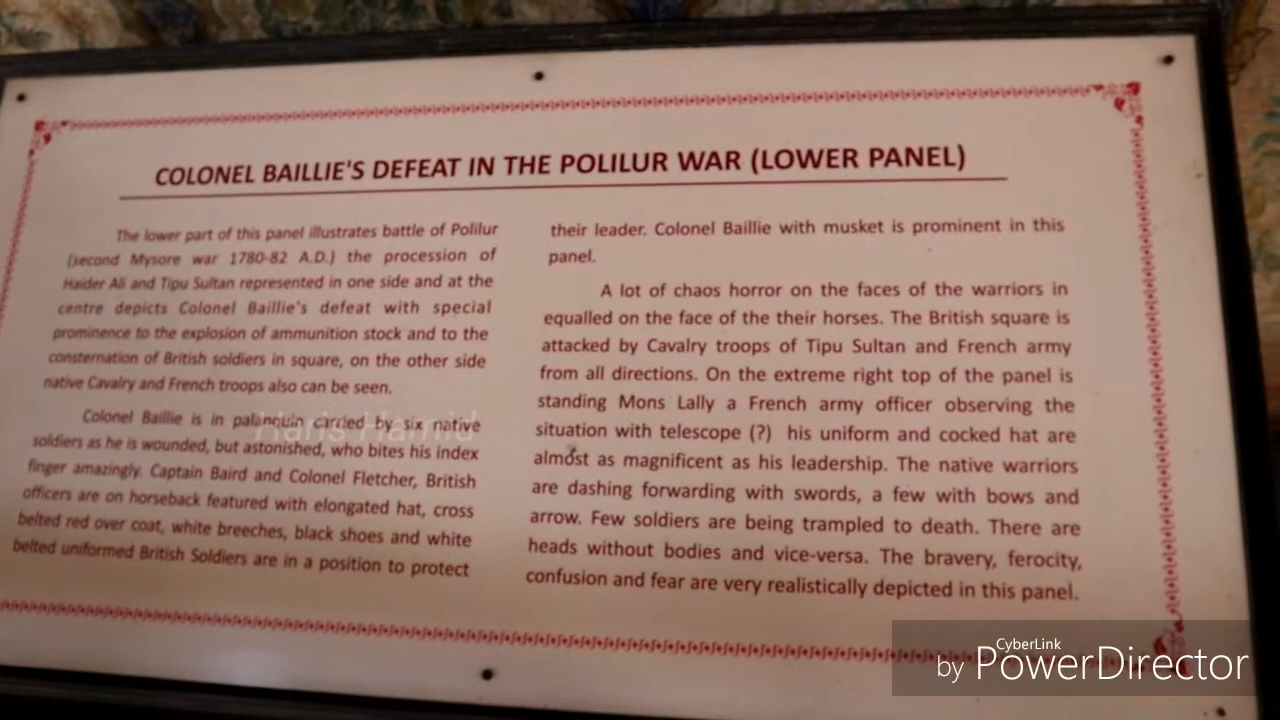 COLONEL BAILLIE'S DEFEAT IN THE POLILUR WAR (LOWER PANEL)
The lower part of this panel illustrates battle of Polilur
(second Mysore war 1780-82 A.D.) the procession of
Haider Ali and Tipu Sultan represented in one side and at the
centre depicts Colonel Baillie's defeat with special
prominence to the explosion of ammunition stock and to the
consternation of British soldiers in square, on the other side
native Cavalry and French troops also can be seen.
Colonel Baillie is in palanquin carried by six native
soldiers as he is wounded, but astonished, who bites his index
finger amazingly. Captain Baird and Colonel Fletcher, British
officers are on horseback featured with elongated hat, cross
belted red over coat, white breeches, black shoes and white
belted uniformed British Soldiers are in a position to protect
their leader. Colonel Baillie with musket is prominent in this
panel.
A lot of chaos horror on the faces of the warriors in
equalled on the face of the their horses. The British square is
attacked by Cavalry troops of Tipu Sultan and French army
from all directions. On the extreme right top of the panel is
standing Mons Lally a French army officer observing the
situation with telescope (?) his uniform and cocked hat are
almost as magnificent as his leadership. The native warriors
are dashing forwarding with swords, a few with bows and
arrow. Few soldiers are being trampled to death. There are
heads without bodies and vice-versa. The bravery, ferocity,
confusion and fear are very realistically depicted in this panel.
Haris Hamid
CyberLink
by PowerDirector